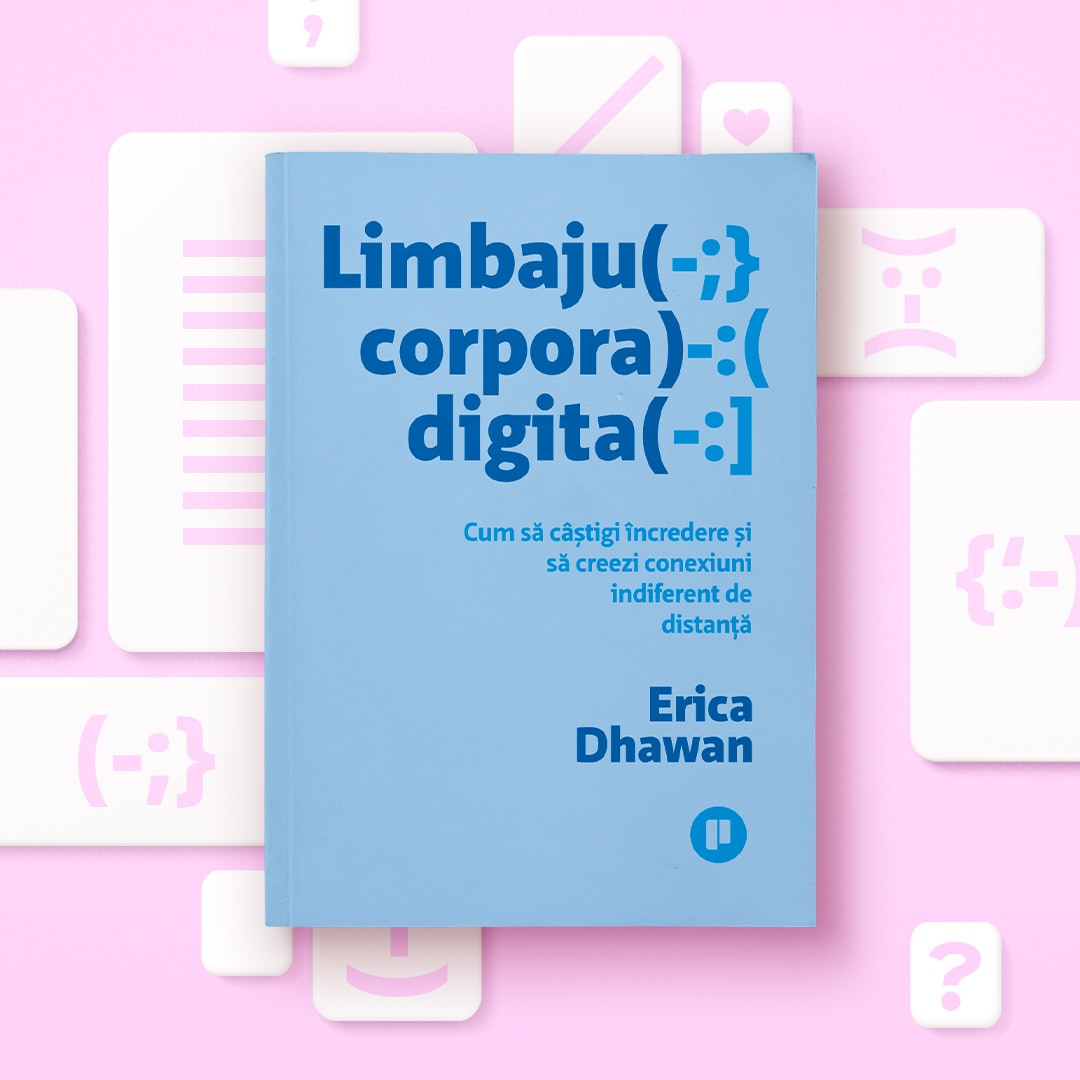 ;
Limbaju(-;}
corpora)-:(
digita(-:]
Cum să câștigi încredere și
să creezi conexiuni
indiferent de
distanță
Erica
Dhawan
{;-)
(-;}
?